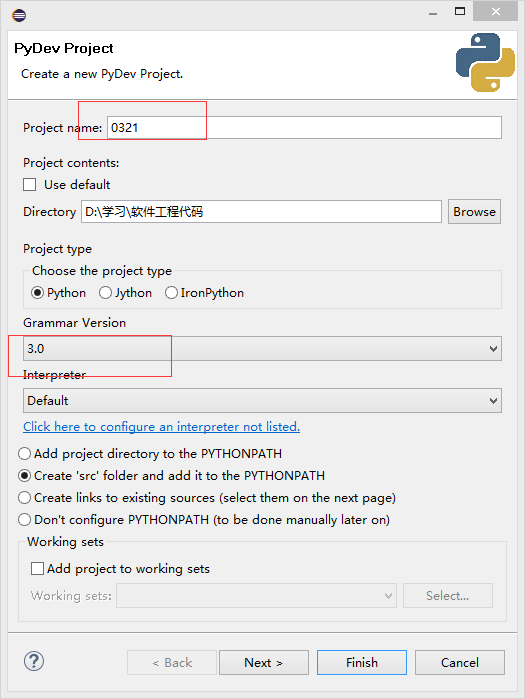 PyDev Project
Create a new PyDev Project.
Project name: 0321
Project contents:
Use default
Directory D:\学习\软件工程代码 Browse
Project type
Choose the project type
Python Jython IronPython
Grammar Version
3.0
Interpreter
Default
Click here to configure an interpreter not listed.
Add project directory to the PYTHONPATH
Create 'src' folder and add it to the PYTHONPATH
Create links to existing sources (select them on the next page)
Don't configure PYTHONPATH (to be done manually later on)
Working sets
Add project to working sets
Working sets: Select...
? < Back Next > Finish Cancel